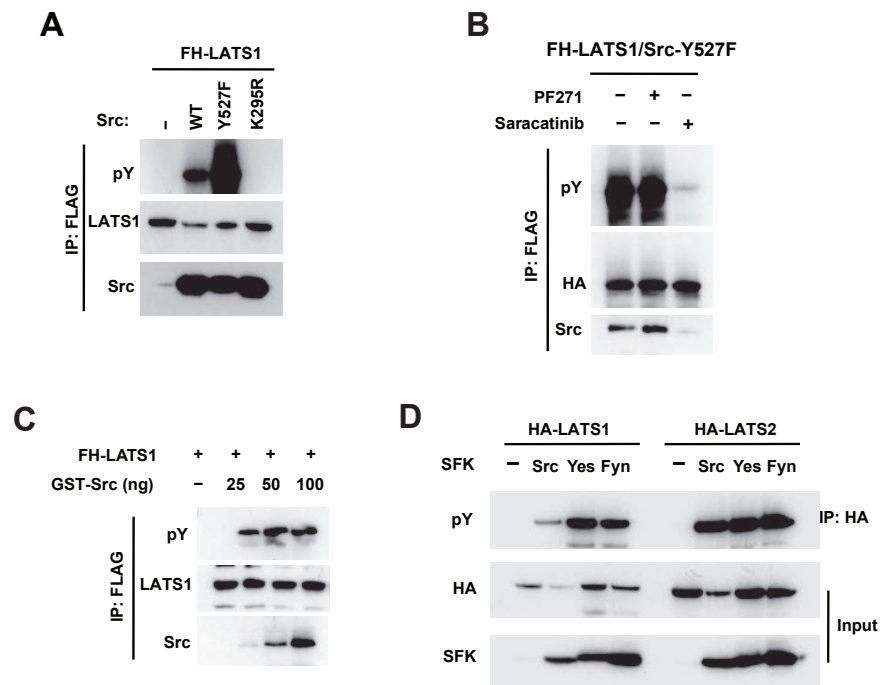 A
FH-LATS1
Src: – WT Y527F K295R
IP: FLAG
pY
LATS1
Src
B
FH-LATS1/Src-Y527F
PF271 – + –
Saracatinib – – +
IP: FLAG
pY
HA
Src
C
FH-LATS1 + + + +
GST-Src (ng) – 25 50 100
IP: FLAG
pY
LATS1
Src
D
HA-LATS1 HA-LATS2
SFK – Src Yes Fyn – Src Yes Fyn
pY IP: HA
HA
Input
SFK